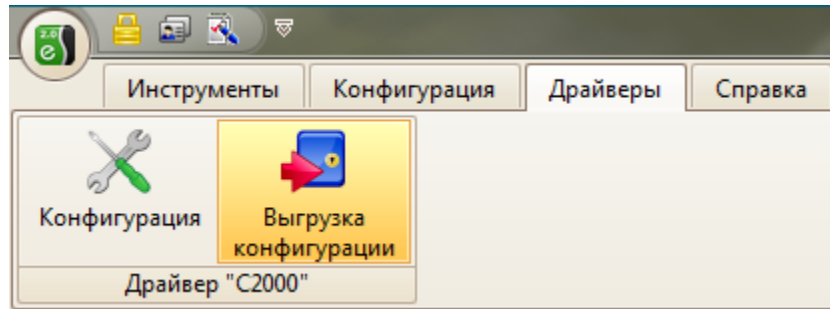 2.0
e
Инструменты Конфигурация Драйверы Справка
Конфигурация Выгрузка
конфигурации
Драйвер "С2000"